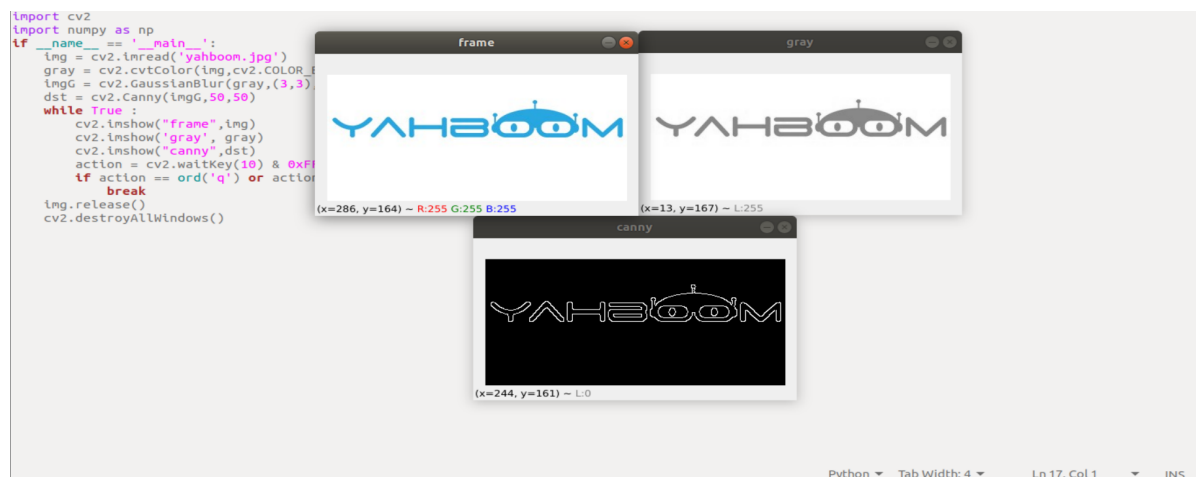 import cv2
import numpy as np
if __name__ == '__main__':
    img = cv2.imread('yahboom.jpg')
    gray = cv2.cvtColor(img,cv2.COLOR_
    imgG = cv2.GaussianBlur(gray,(3,3)
    dst = cv2.Canny(imgG,50,50)
    while True :
        cv2.imshow("frame",img)
        cv2.imshow('gray', gray)
        cv2.imshow("canny",dst)
        action = cv2.waitKey(10) & 0xF
        if action == ord('q') or action
            break
    img.release()
    cv2.destroyAllWindows()
frame
YAHBOOM
(x=286, y=164) ~ R:255 G:255 B:255
gray
YAHBOOM
(x=13, y=167) ~ L:255
canny
YAHBOOM
(x=244, y=161) ~ L:0
Python Tab Width: 4 Ln 17, Col 1 INS